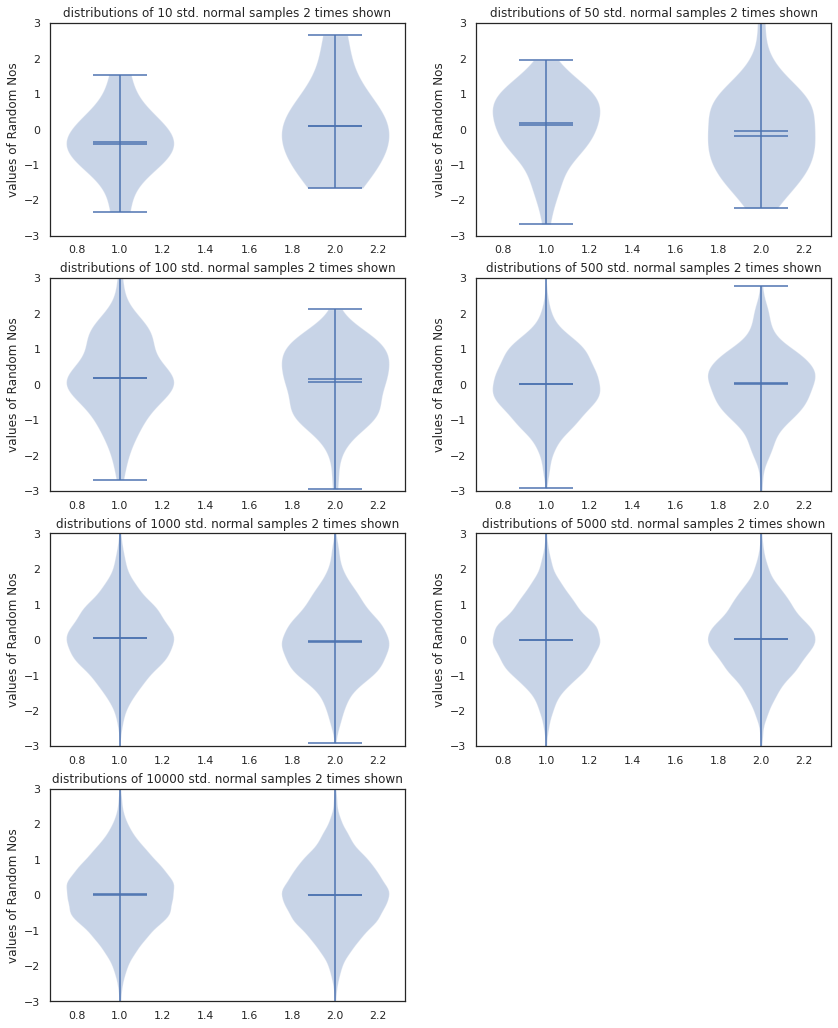 distributions of 10 std. normal samples 2 times shown
values of Random Nos
3
2
1
0
−1
−2
−3
0.8 1.0 1.2 1.4 1.6 1.8 2.0 2.2
distributions of 50 std. normal samples 2 times shown
values of Random Nos
3
2
1
0
−1
−2
−3
0.8 1.0 1.2 1.4 1.6 1.8 2.0 2.2
distributions of 100 std. normal samples 2 times shown
values of Random Nos
3
2
1
0
−1
−2
−3
0.8 1.0 1.2 1.4 1.6 1.8 2.0 2.2
distributions of 500 std. normal samples 2 times shown
values of Random Nos
3
2
1
0
−1
−2
−3
0.8 1.0 1.2 1.4 1.6 1.8 2.0 2.2
distributions of 1000 std. normal samples 2 times shown
values of Random Nos
3
2
1
0
−1
−2
−3
0.8 1.0 1.2 1.4 1.6 1.8 2.0 2.2
distributions of 5000 std. normal samples 2 times shown
values of Random Nos
3
2
1
0
−1
−2
−3
0.8 1.0 1.2 1.4 1.6 1.8 2.0 2.2
distributions of 10000 std. normal samples 2 times shown
values of Random Nos
3
2
1
0
−1
−2
−3
0.8 1.0 1.2 1.4 1.6 1.8 2.0 2.2